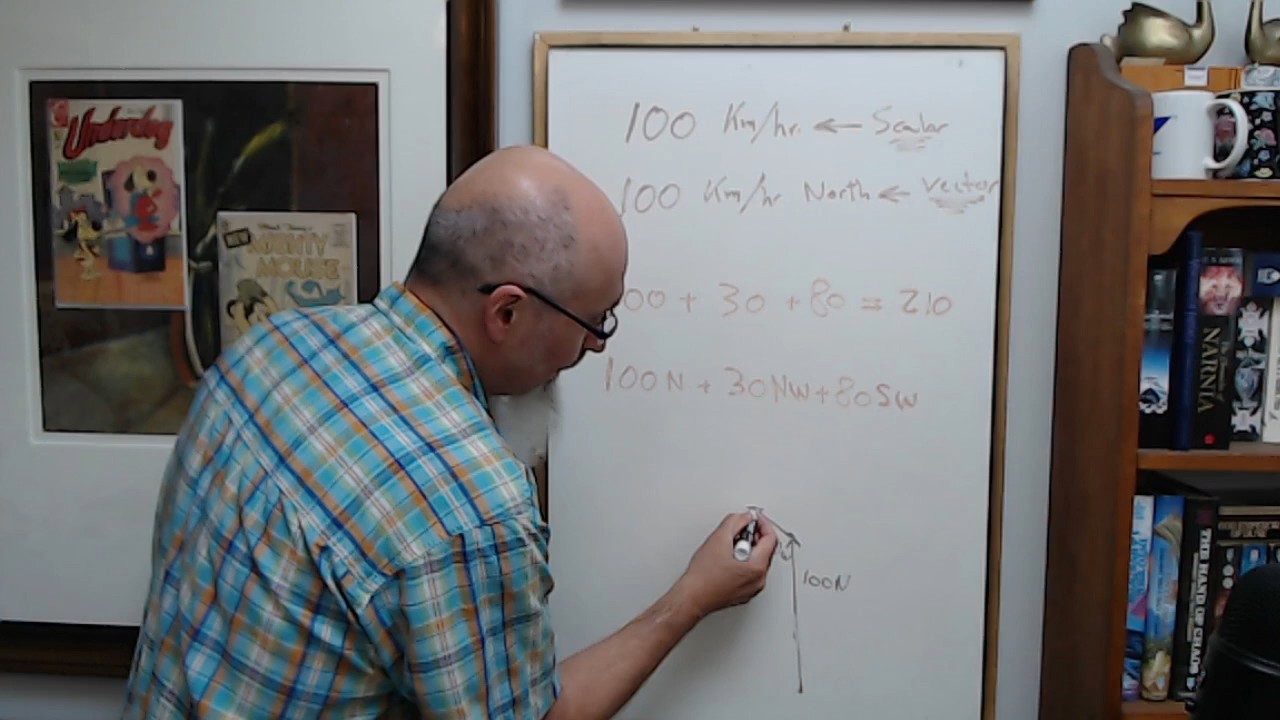 100 Km/hr. ← Scalar
100 Km/hr North ← Vector
00 + 30 + 80 = 210
100N + 30NW + 80SW
100N
Underdog
NEW
MIGHTY
MOUSE
NARNIA
THE HAND OF CHAOS